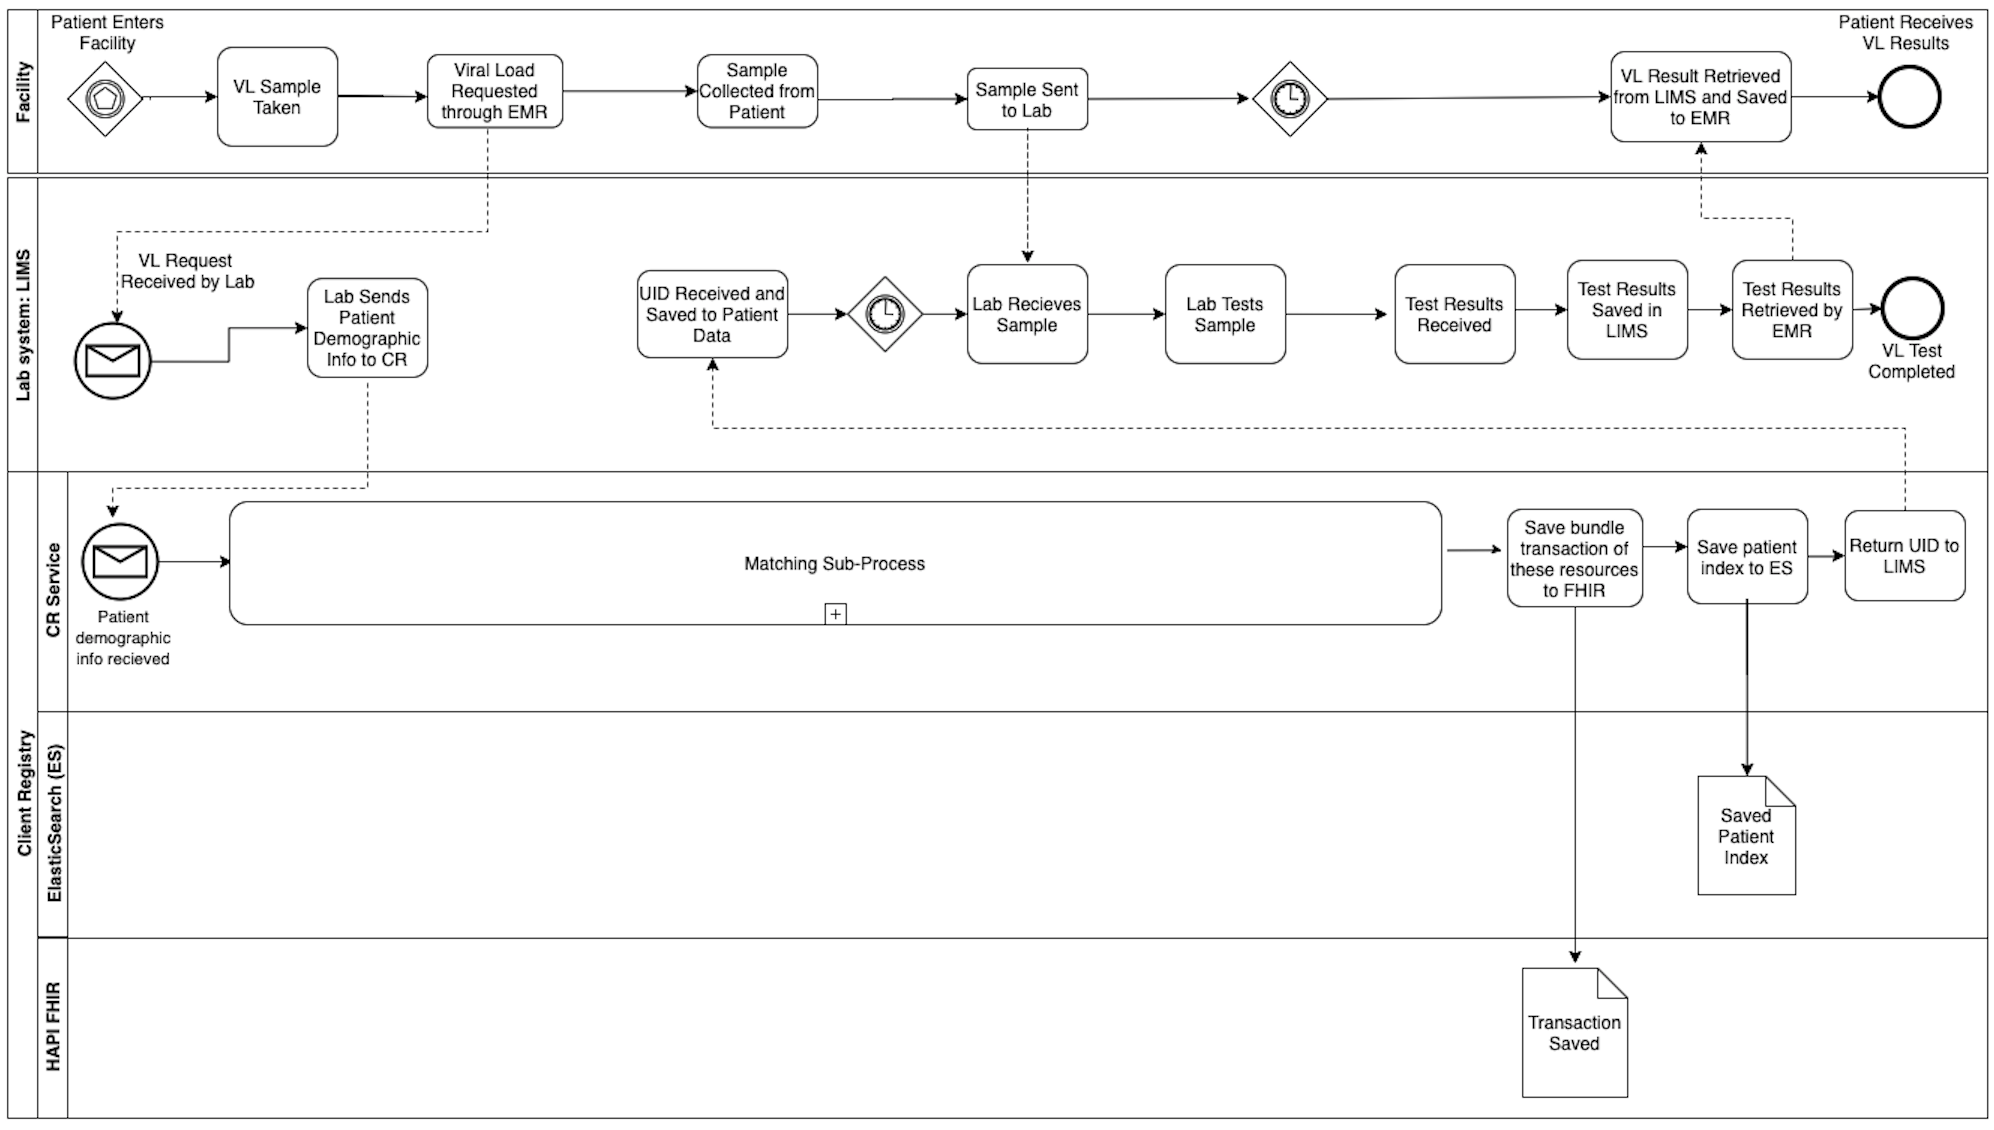 Patient Enters
Facility
Patient Receives
VL Results
Facility
VL Sample
Taken
Viral Load
Requested
through EMR
Sample
Collected from
Patient
Sample Sent
to Lab
VL Result Retrieved
from LIMS and Saved
to EMR
Lab system: LIMS
VL Request
Received by Lab
Lab Sends
Patient
Demographic
Info to CR
UID Received and
Saved to Patient
Data
Lab Recieves
Sample
Lab Tests
Sample
Test Results
Received
Test Results
Saved in
LIMS
Test Results
Retrieved by
EMR
VL Test
Completed
Client Registry
CR Service
Patient
demographic
info recieved
Matching Sub-Process
Save bundle
transaction of
these resources
to FHIR
Save patient
index to ES
Return UID to
LIMS
ElasticSearch (ES)
Saved
Patient
Index
HAPI FHIR
Transaction
Saved